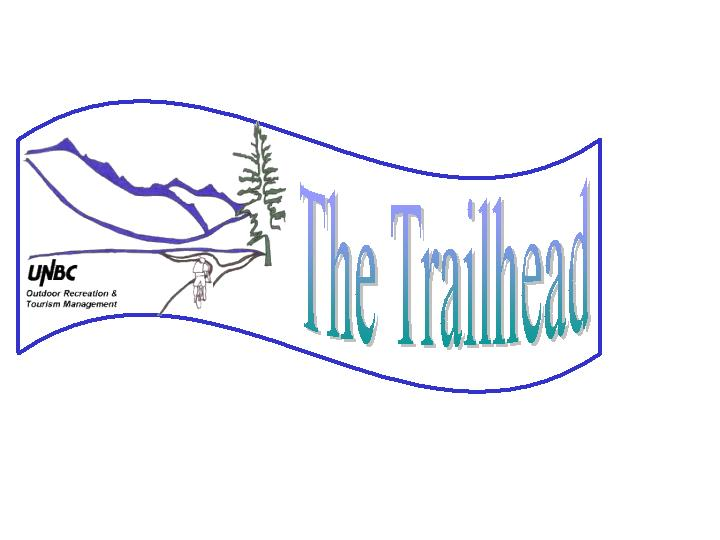 UNBC
Outdoor Recreation &
Tourism Management
The Trailhead